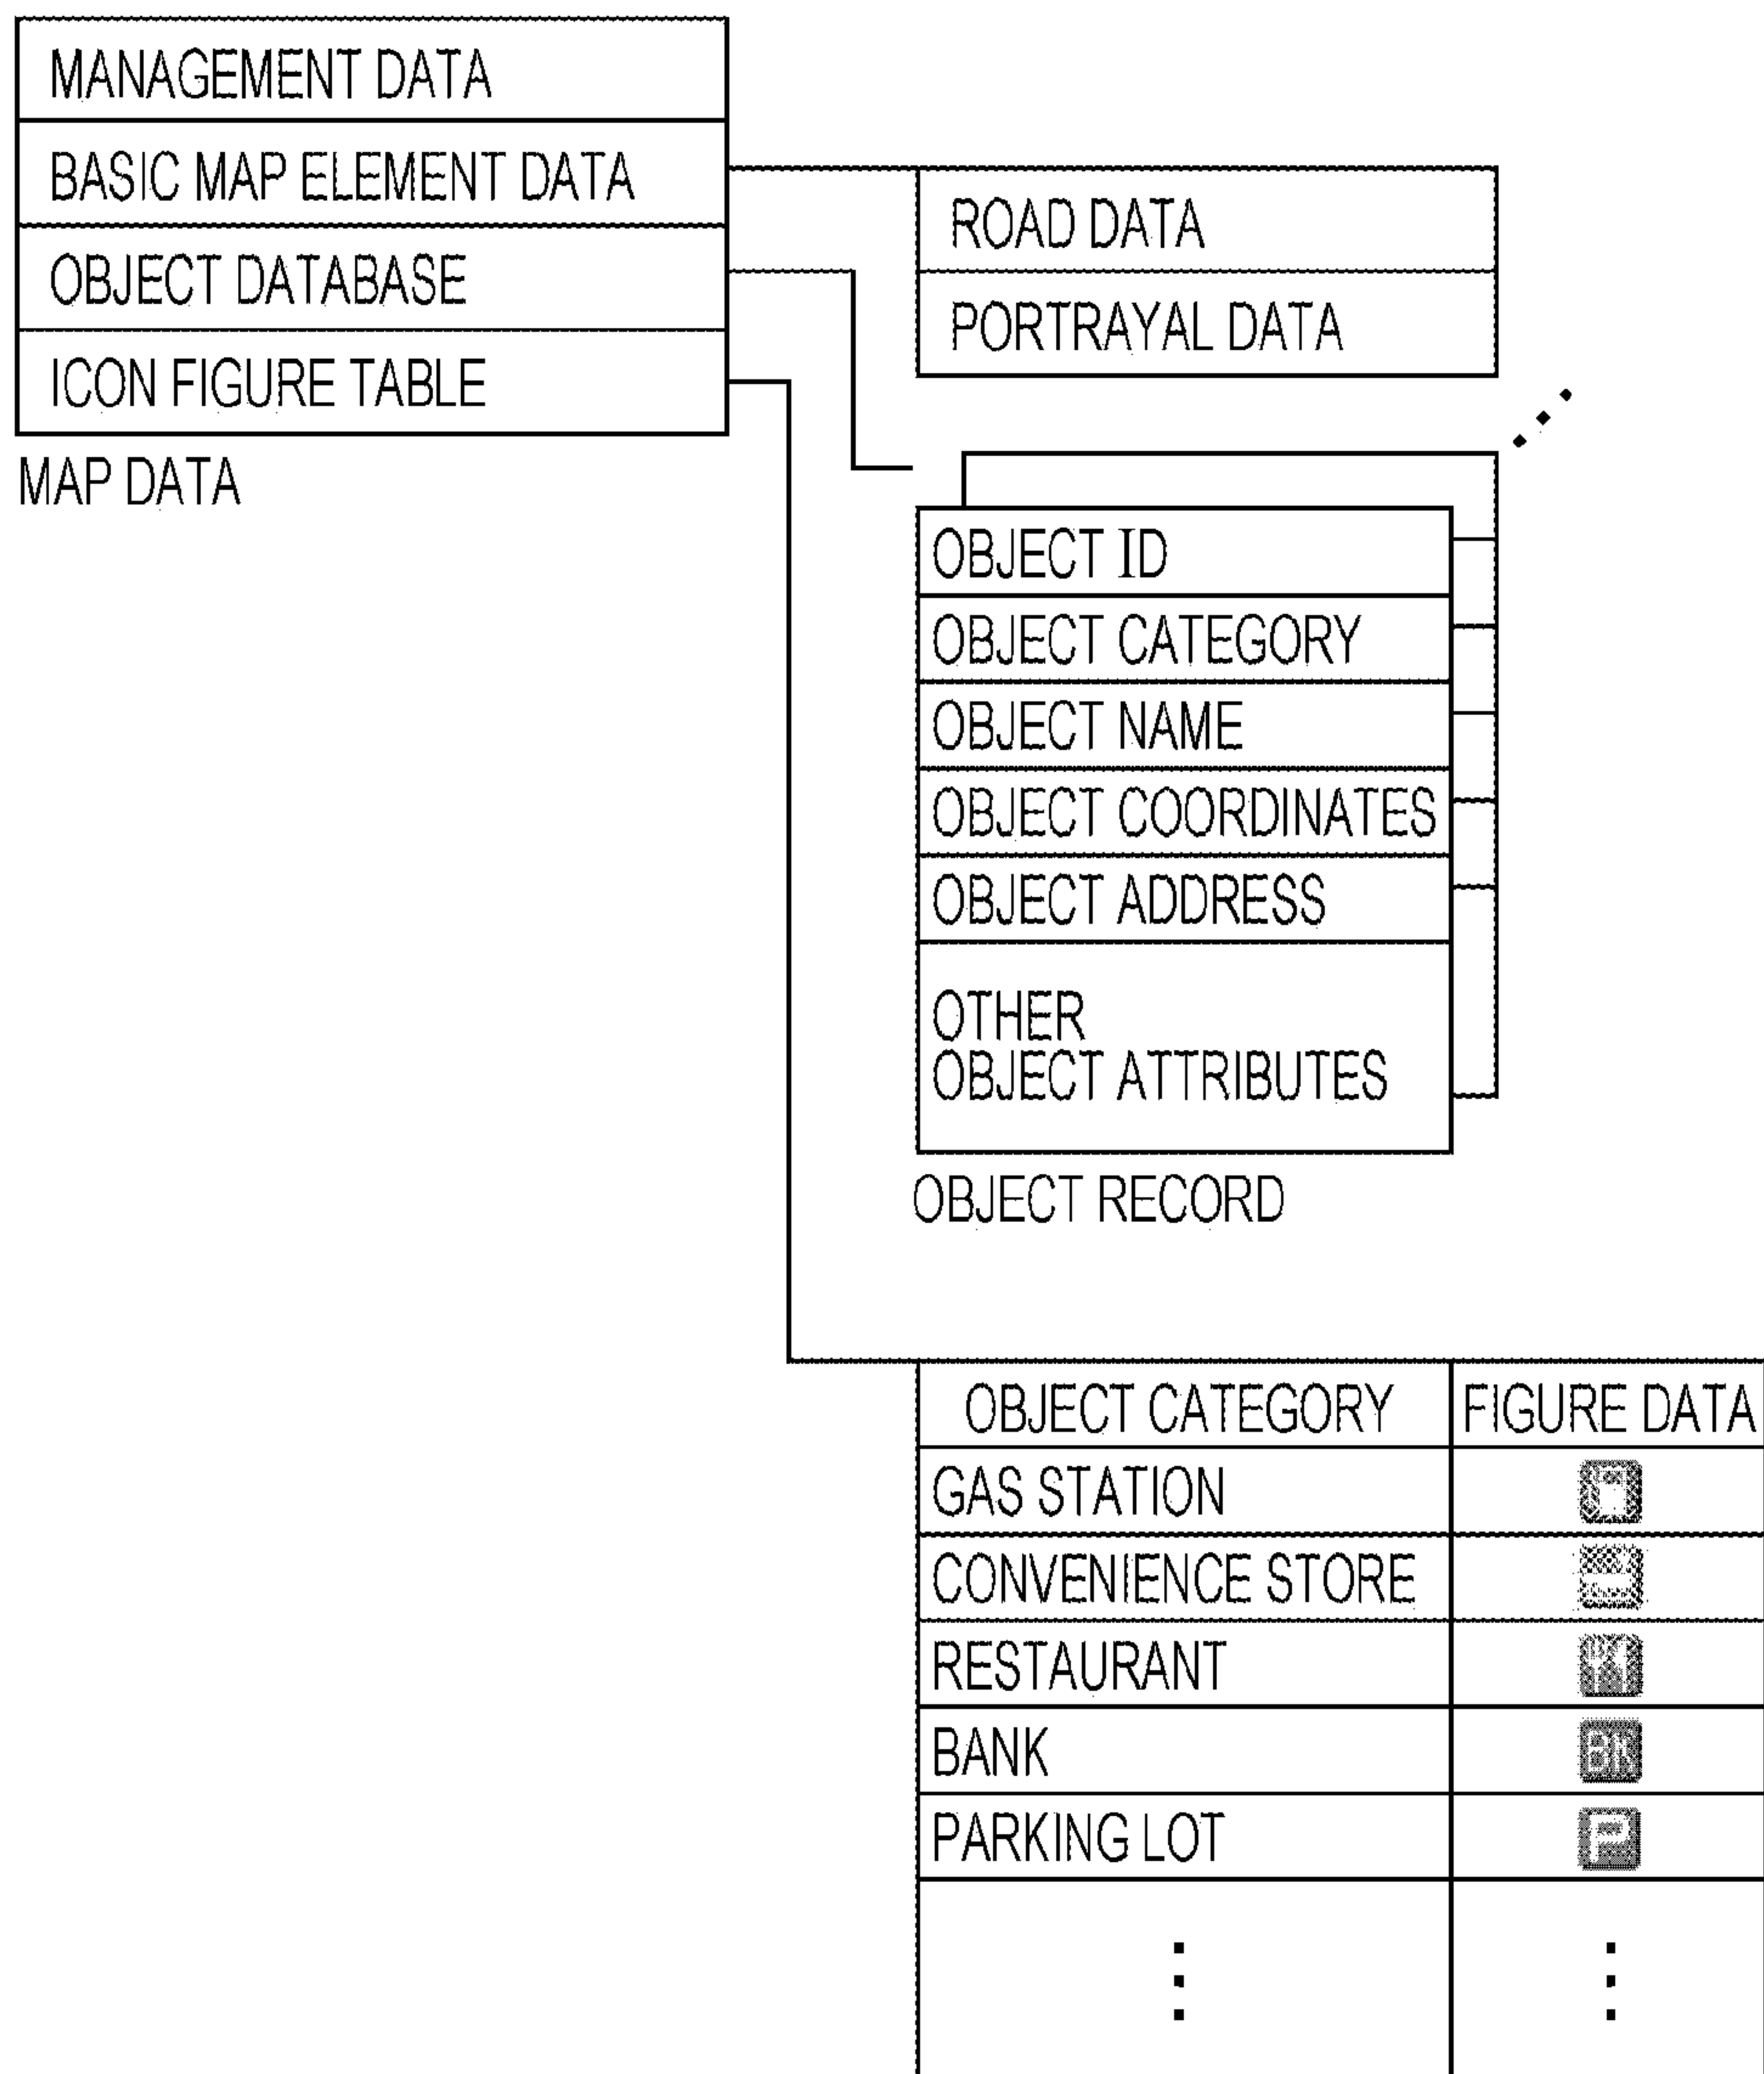 MANAGEMENT DATA
BASIC MAP ELEMENT DATA
OBJECT DATABASE
ICON FIGURE TABLE
MAP DATA
ROAD DATA
PORTRAYAL DATA
OBJECT ID
OBJECT CATEGORY
OBJECT NAME
OBJECT COORDINATES
OBJECT ADDRESS
OTHER
OBJECT ATTRIBUTES
OBJECT RECORD
OBJECT CATEGORY FIGURE DATA
GAS STATION
CONVENIENCE STORE
RESTAURANT
BANK BK
PARKING LOT P